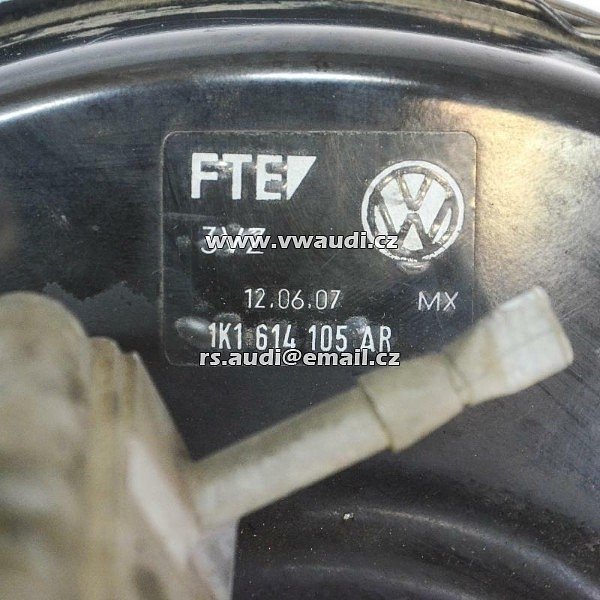 FTE
www.vwaudi.cz
12.06.07 MX
1K1 614 105 AR
rs.audi@email.cz